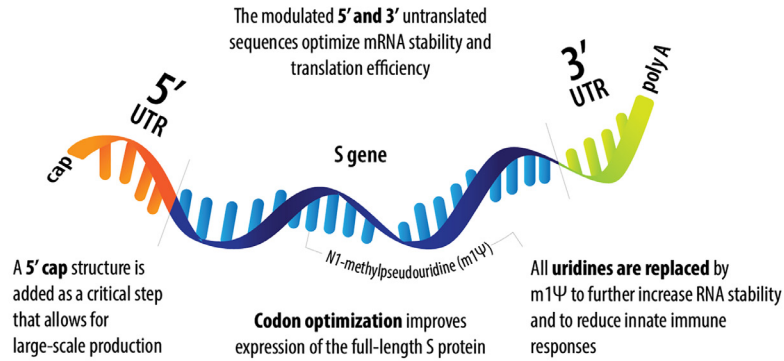 The modulated 5′ and 3′ untranslated
sequences optimize mRNA stability and
translation efficiency
5′
UTR
3′
UTR
poly A
cap
S gene
N1-methylpseudouridine (m1Ψ)
A 5′ cap structure is
added as a critical step
that allows for
large-scale production
Codon optimization improves
expression of the full-length S protein
All uridines are replaced by
m1Ψ to further increase RNA stability
and to reduce innate immune
responses